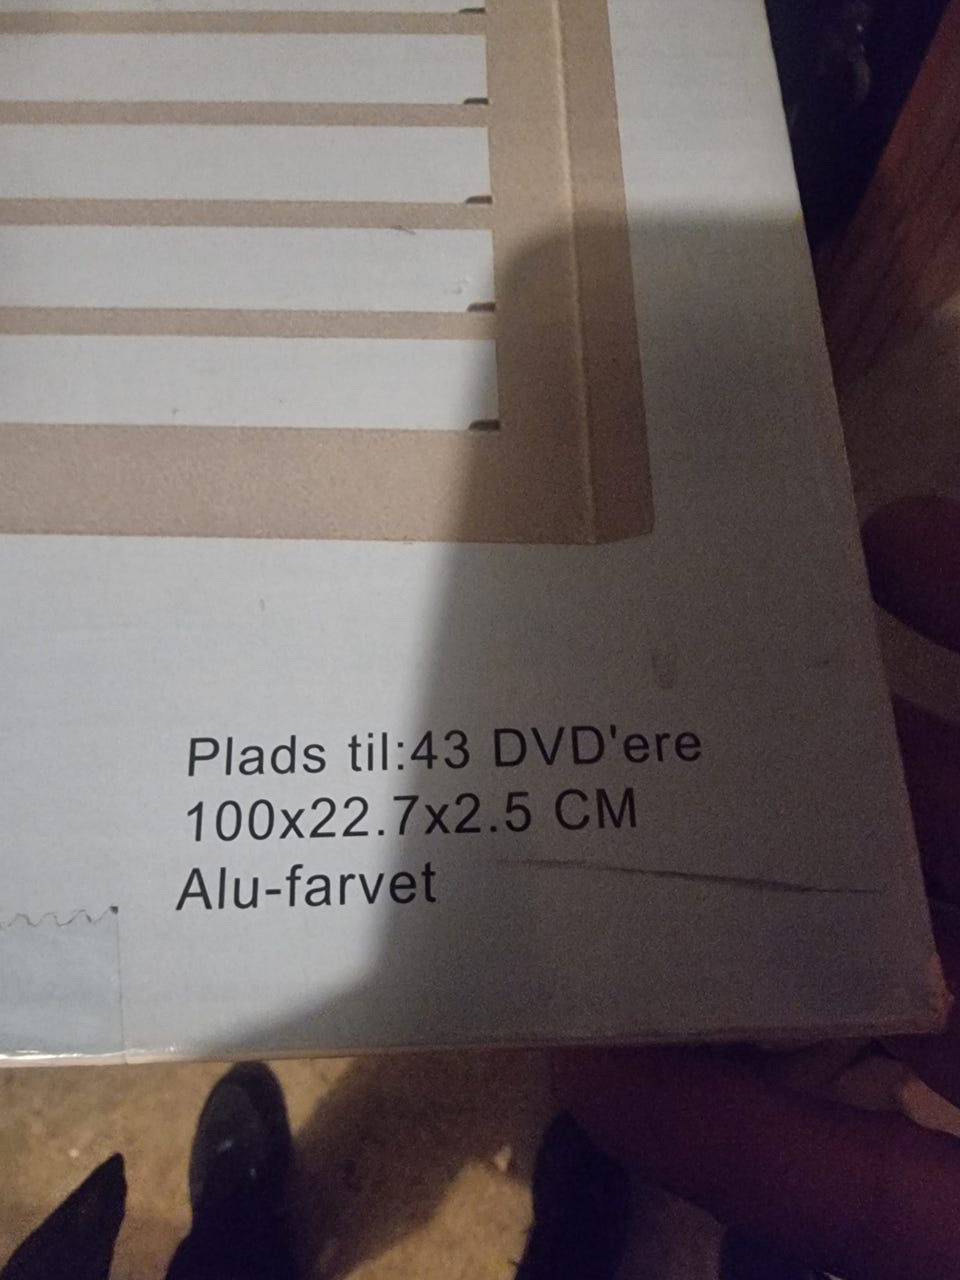 Plads til:43 DVD'ere
100x22.7x2.5 CM
Alu-farvet